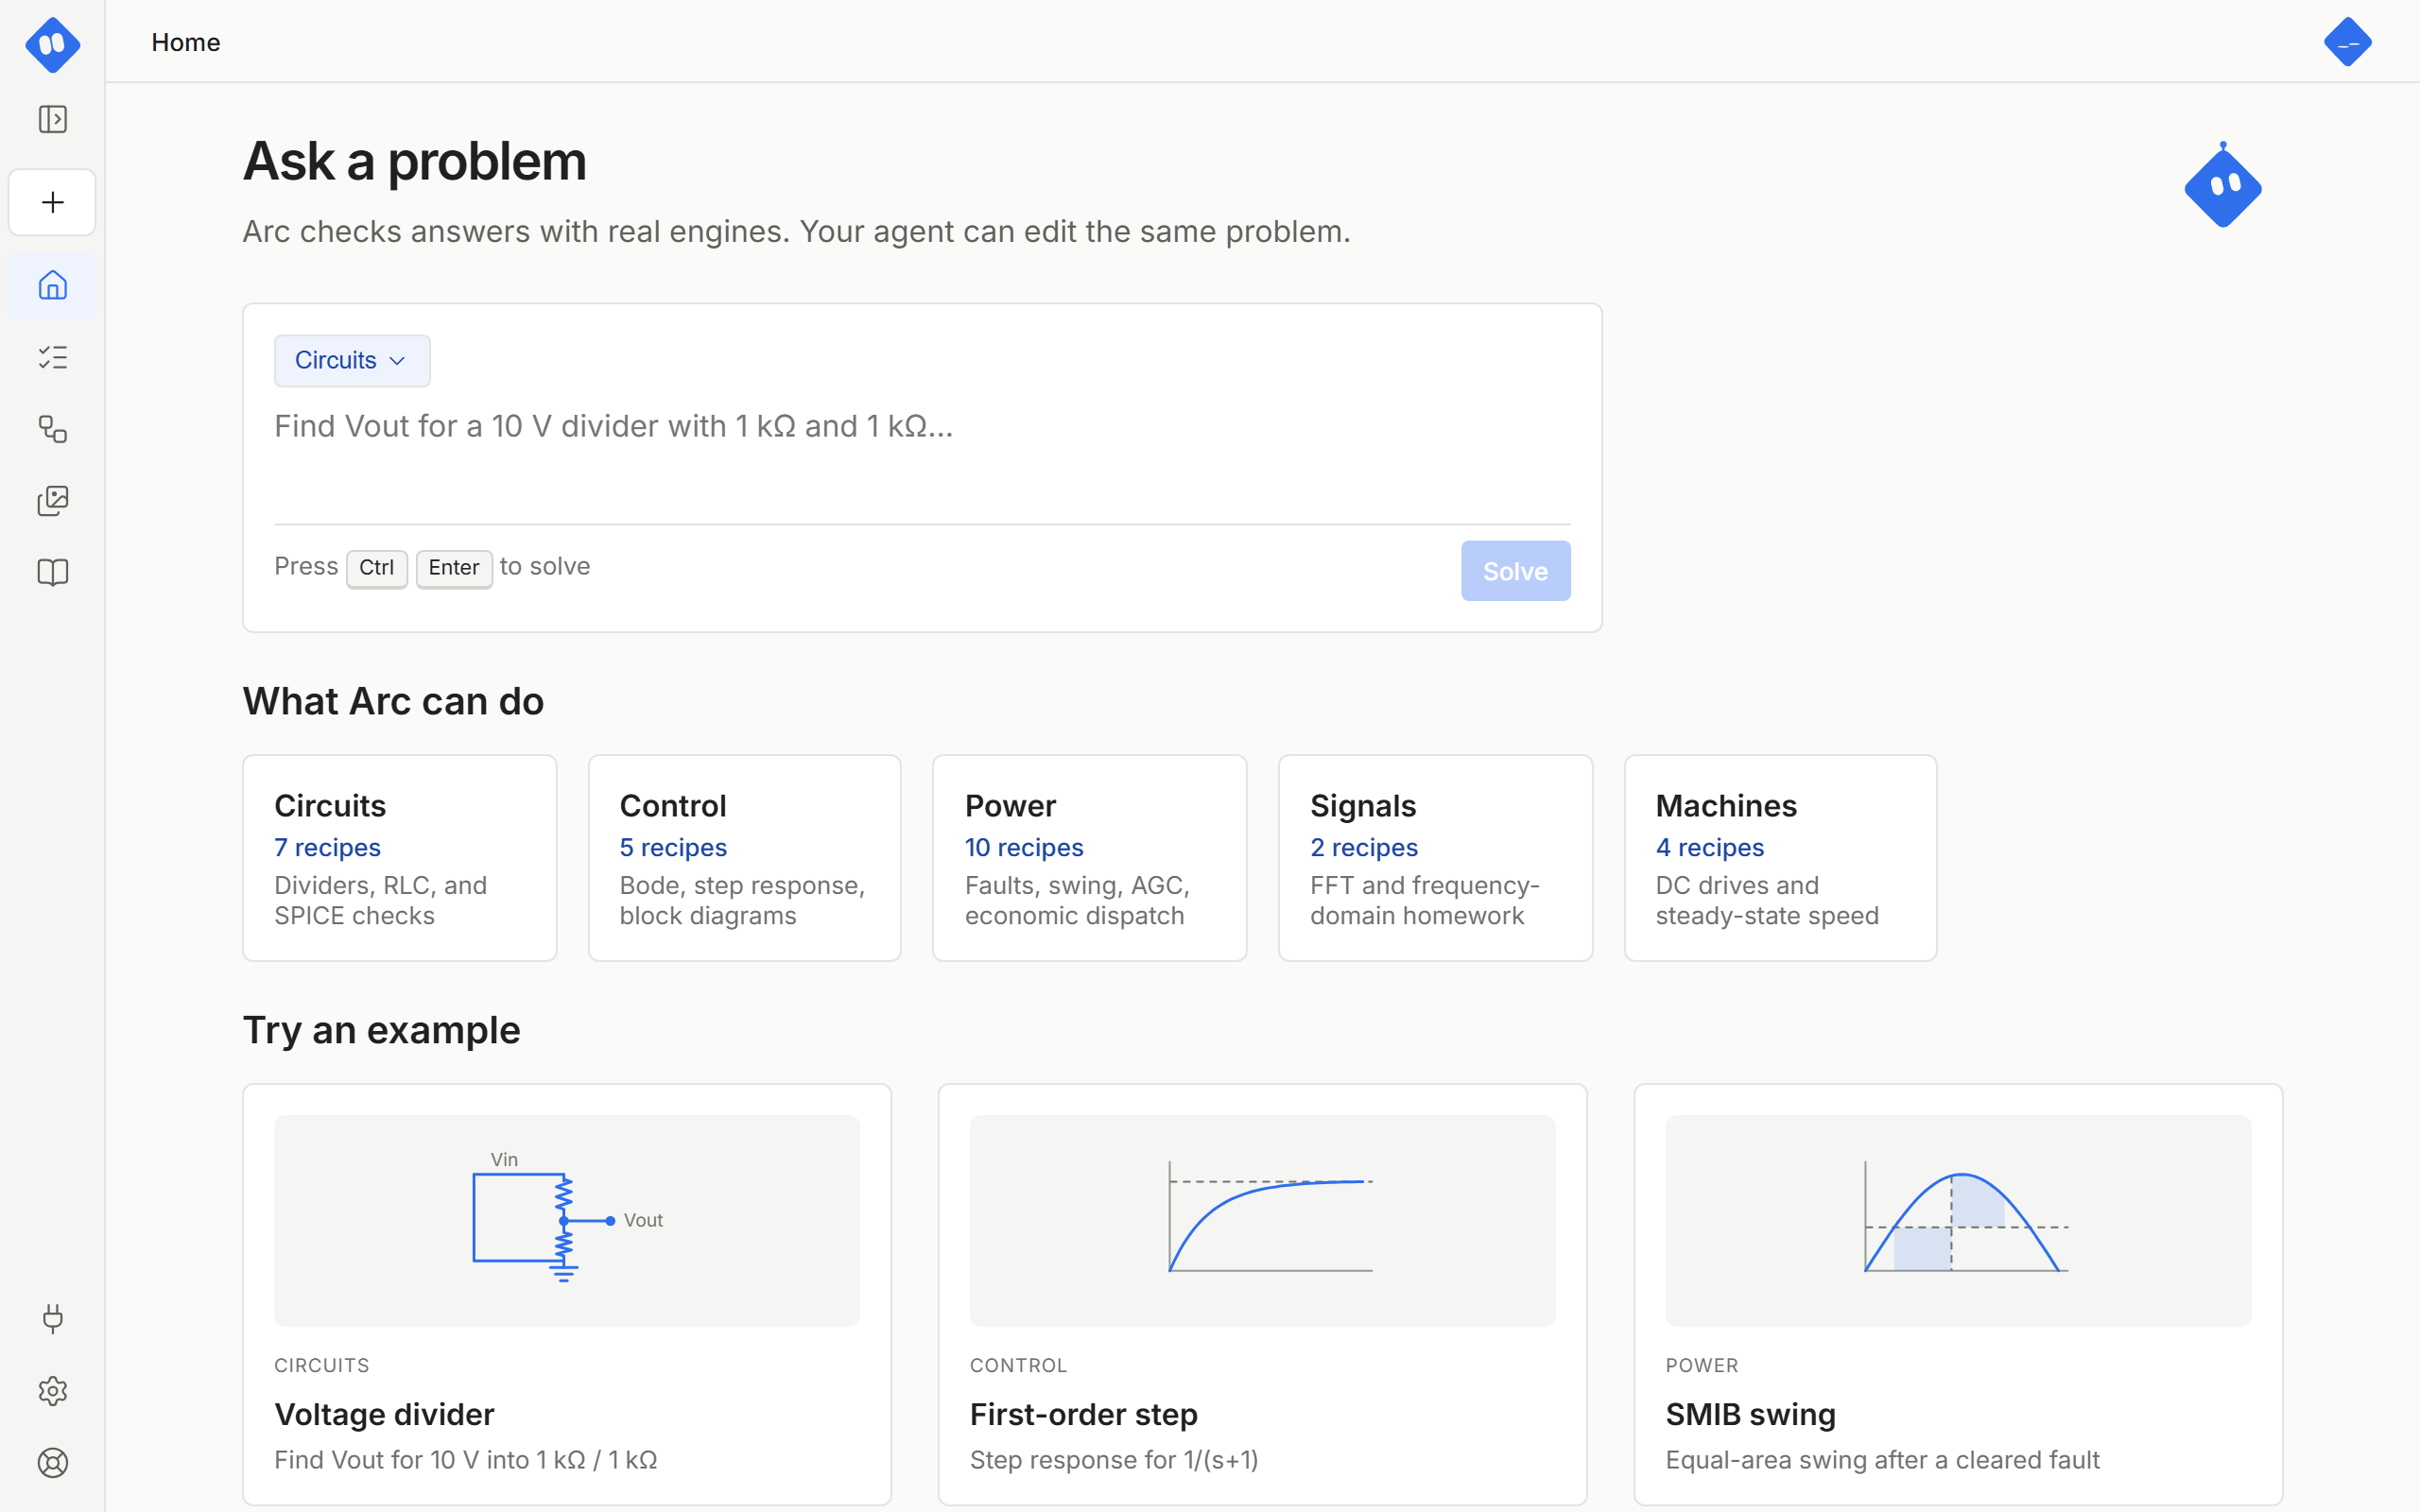 Home
Ask a problem
Arc checks answers with real engines. Your agent can edit the same problem.
Circuits
Find Vout for a 10 V divider with 1 kΩ and 1 kΩ...
Press Ctrl Enter to solve
Solve
What Arc can do
Circuits
7 recipes
Dividers, RLC, and
SPICE checks
Control
5 recipes
Bode, step response,
block diagrams
Power
10 recipes
Faults, swing, AGC,
economic dispatch
Signals
2 recipes
FFT and frequency-
domain homework
Machines
4 recipes
DC drives and
steady-state speed
Try an example
Vin
Vout
CIRCUITS
Voltage divider
Find Vout for 10 V into 1 kΩ / 1 kΩ
CONTROL
First-order step
Step response for 1/(s+1)
POWER
SMIB swing
Equal-area swing after a cleared fault